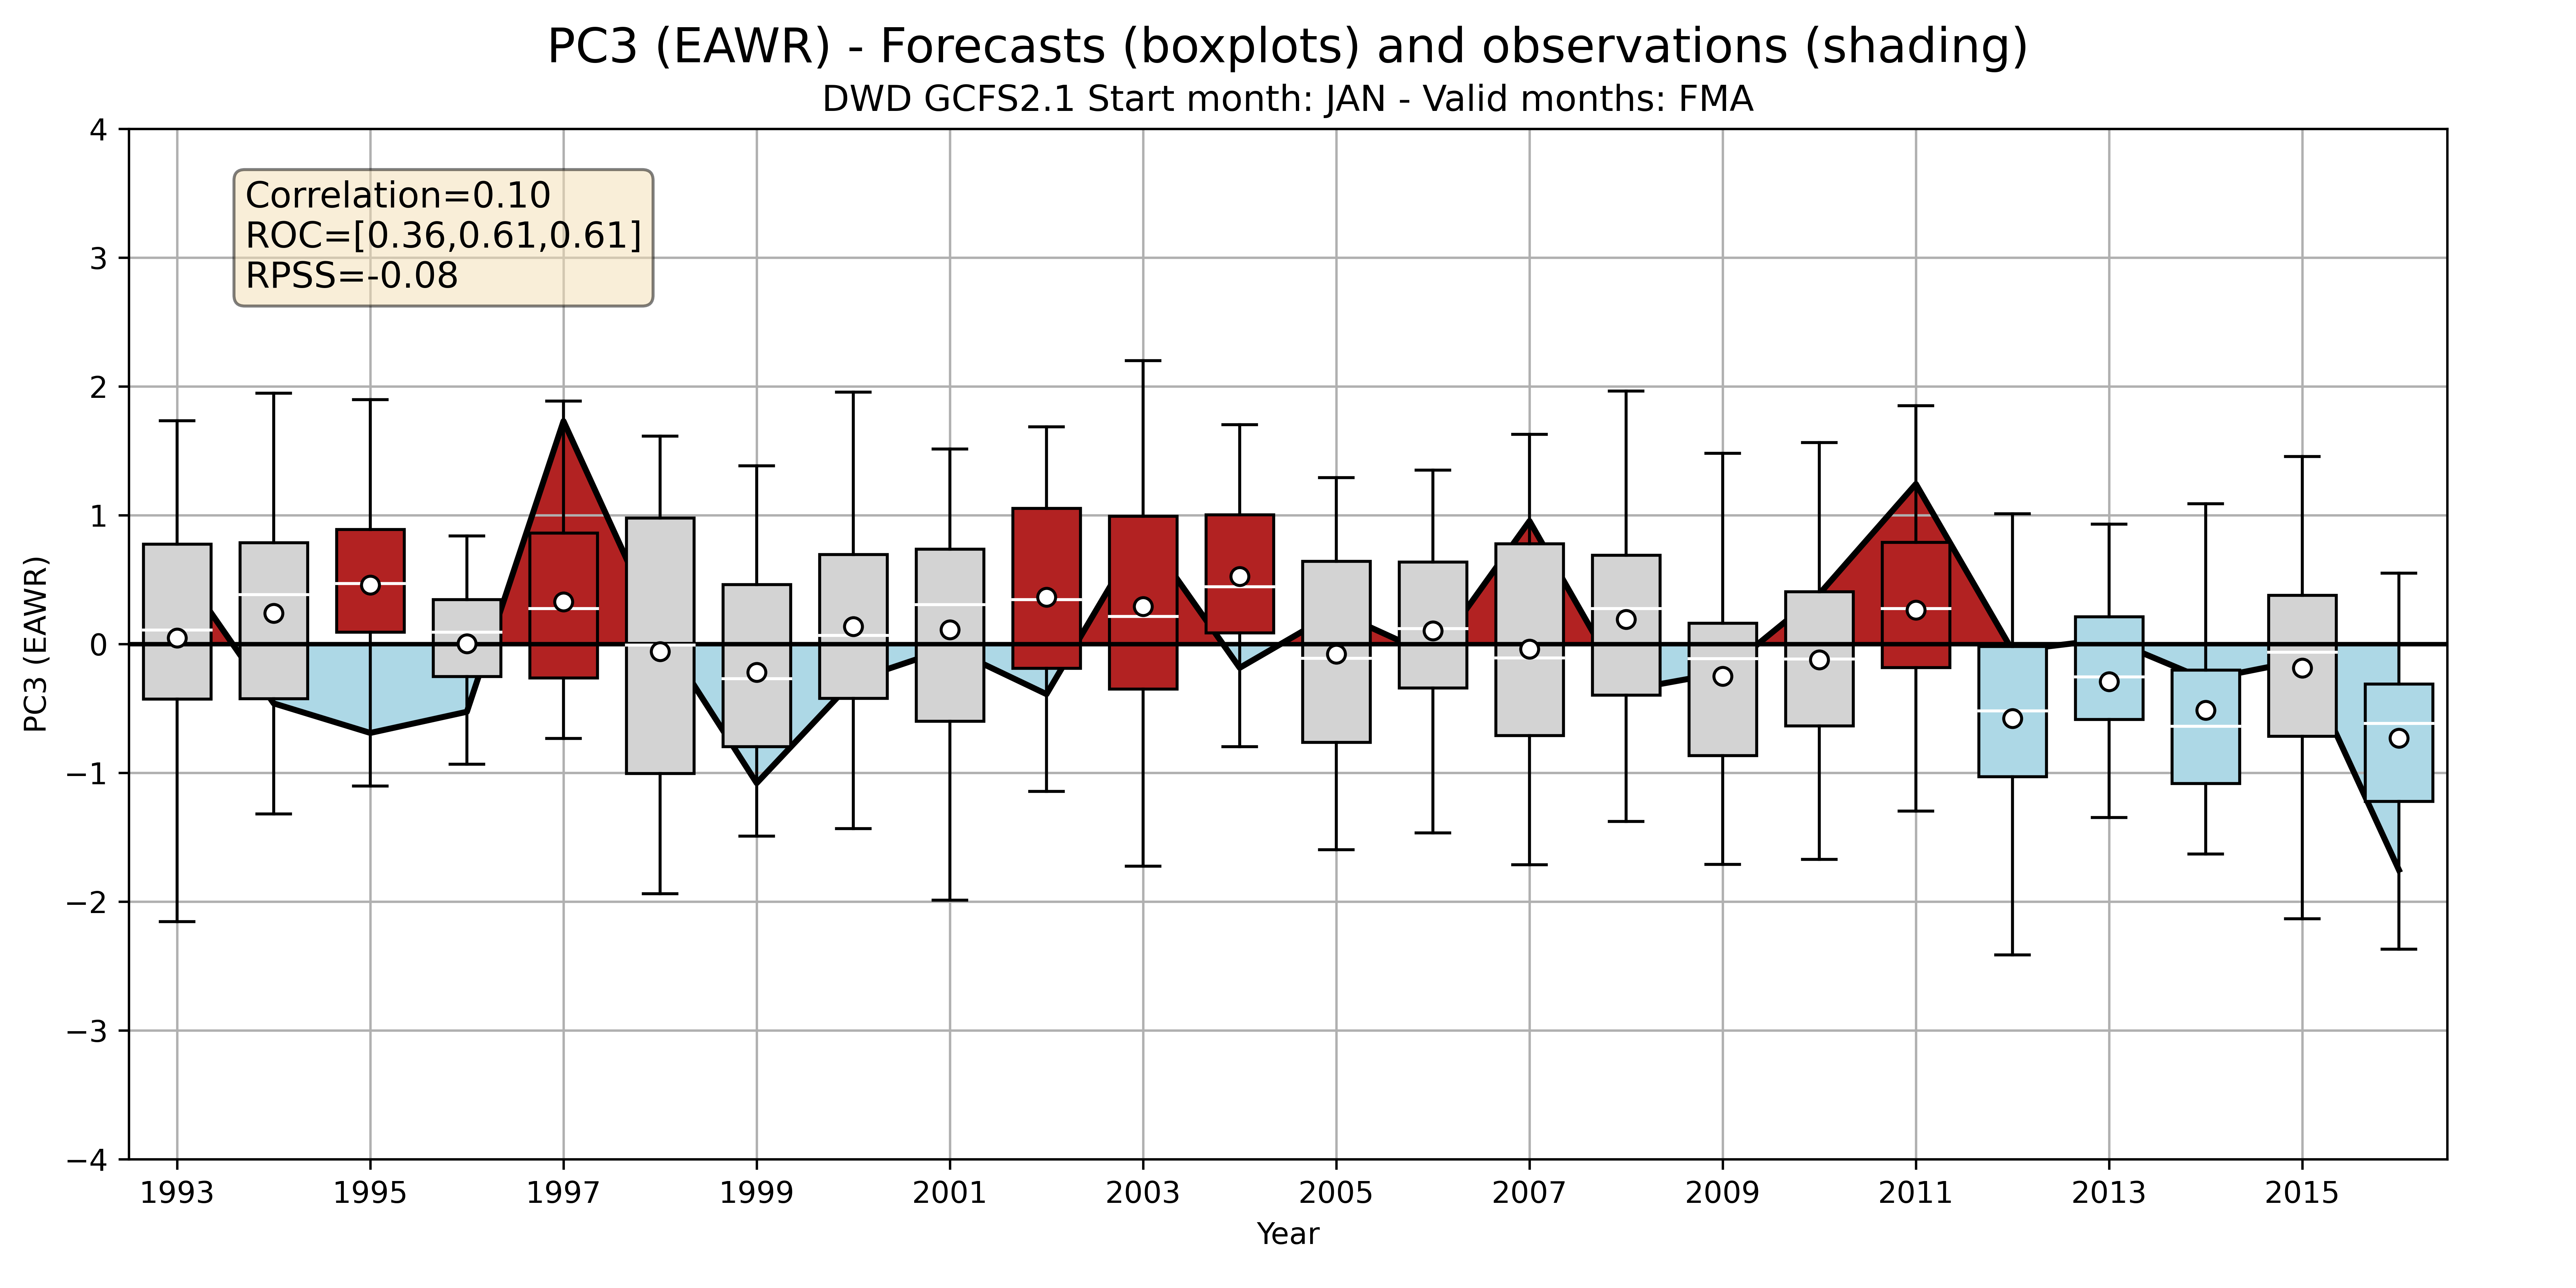 PC3 (EAWR) - Forecasts (boxplots) and observations (shading)
DWD GCFS2.1 Start month: JAN - Valid months: FMA
Correlation=0.10
ROC=[0.36,0.61,0.61]
RPSS=-0.08
PC3 (EAWR)
4
3
2
1
0
−1
−2
−3
−4
1993 1995 1997 1999 2001 2003 2005 2007 2009 2011 2013 2015
Year